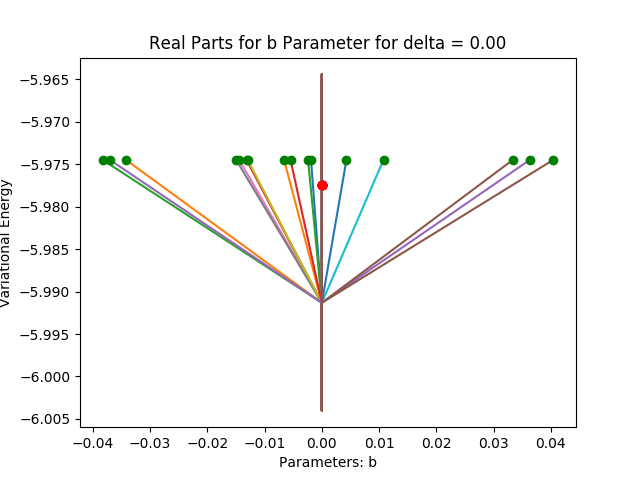 Real Parts for b Parameter for delta = 0.00
−5.965
−5.970
−5.975
−5.980
−5.985
−5.990
−5.995
−6.000
−6.005
Variational Energy
−0.04 −0.03 −0.02 −0.01 0.00 0.01 0.02 0.03 0.04
Parameters: b